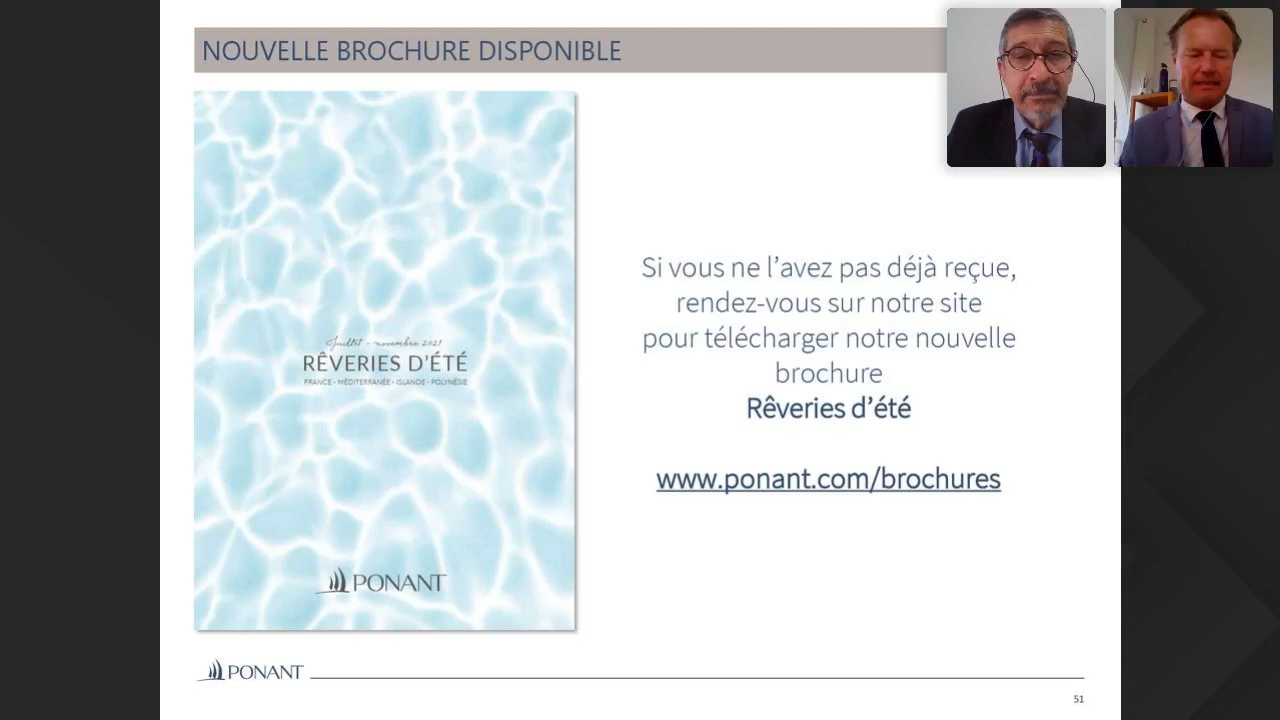 NOUVELLE BROCHURE DISPONIBLE
Juillet - novembre 2021
RÊVERIES D'ÉTÉ
FRANCE - MÉDITERRANÉE - ISLANDE - POLYNÉSIE
PONANT
Si vous ne l’avez pas déjà reçue,
rendez-vous sur notre site
pour télécharger notre nouvelle
brochure
Rêveries d’été
www.ponant.com/brochures
PONANT
51